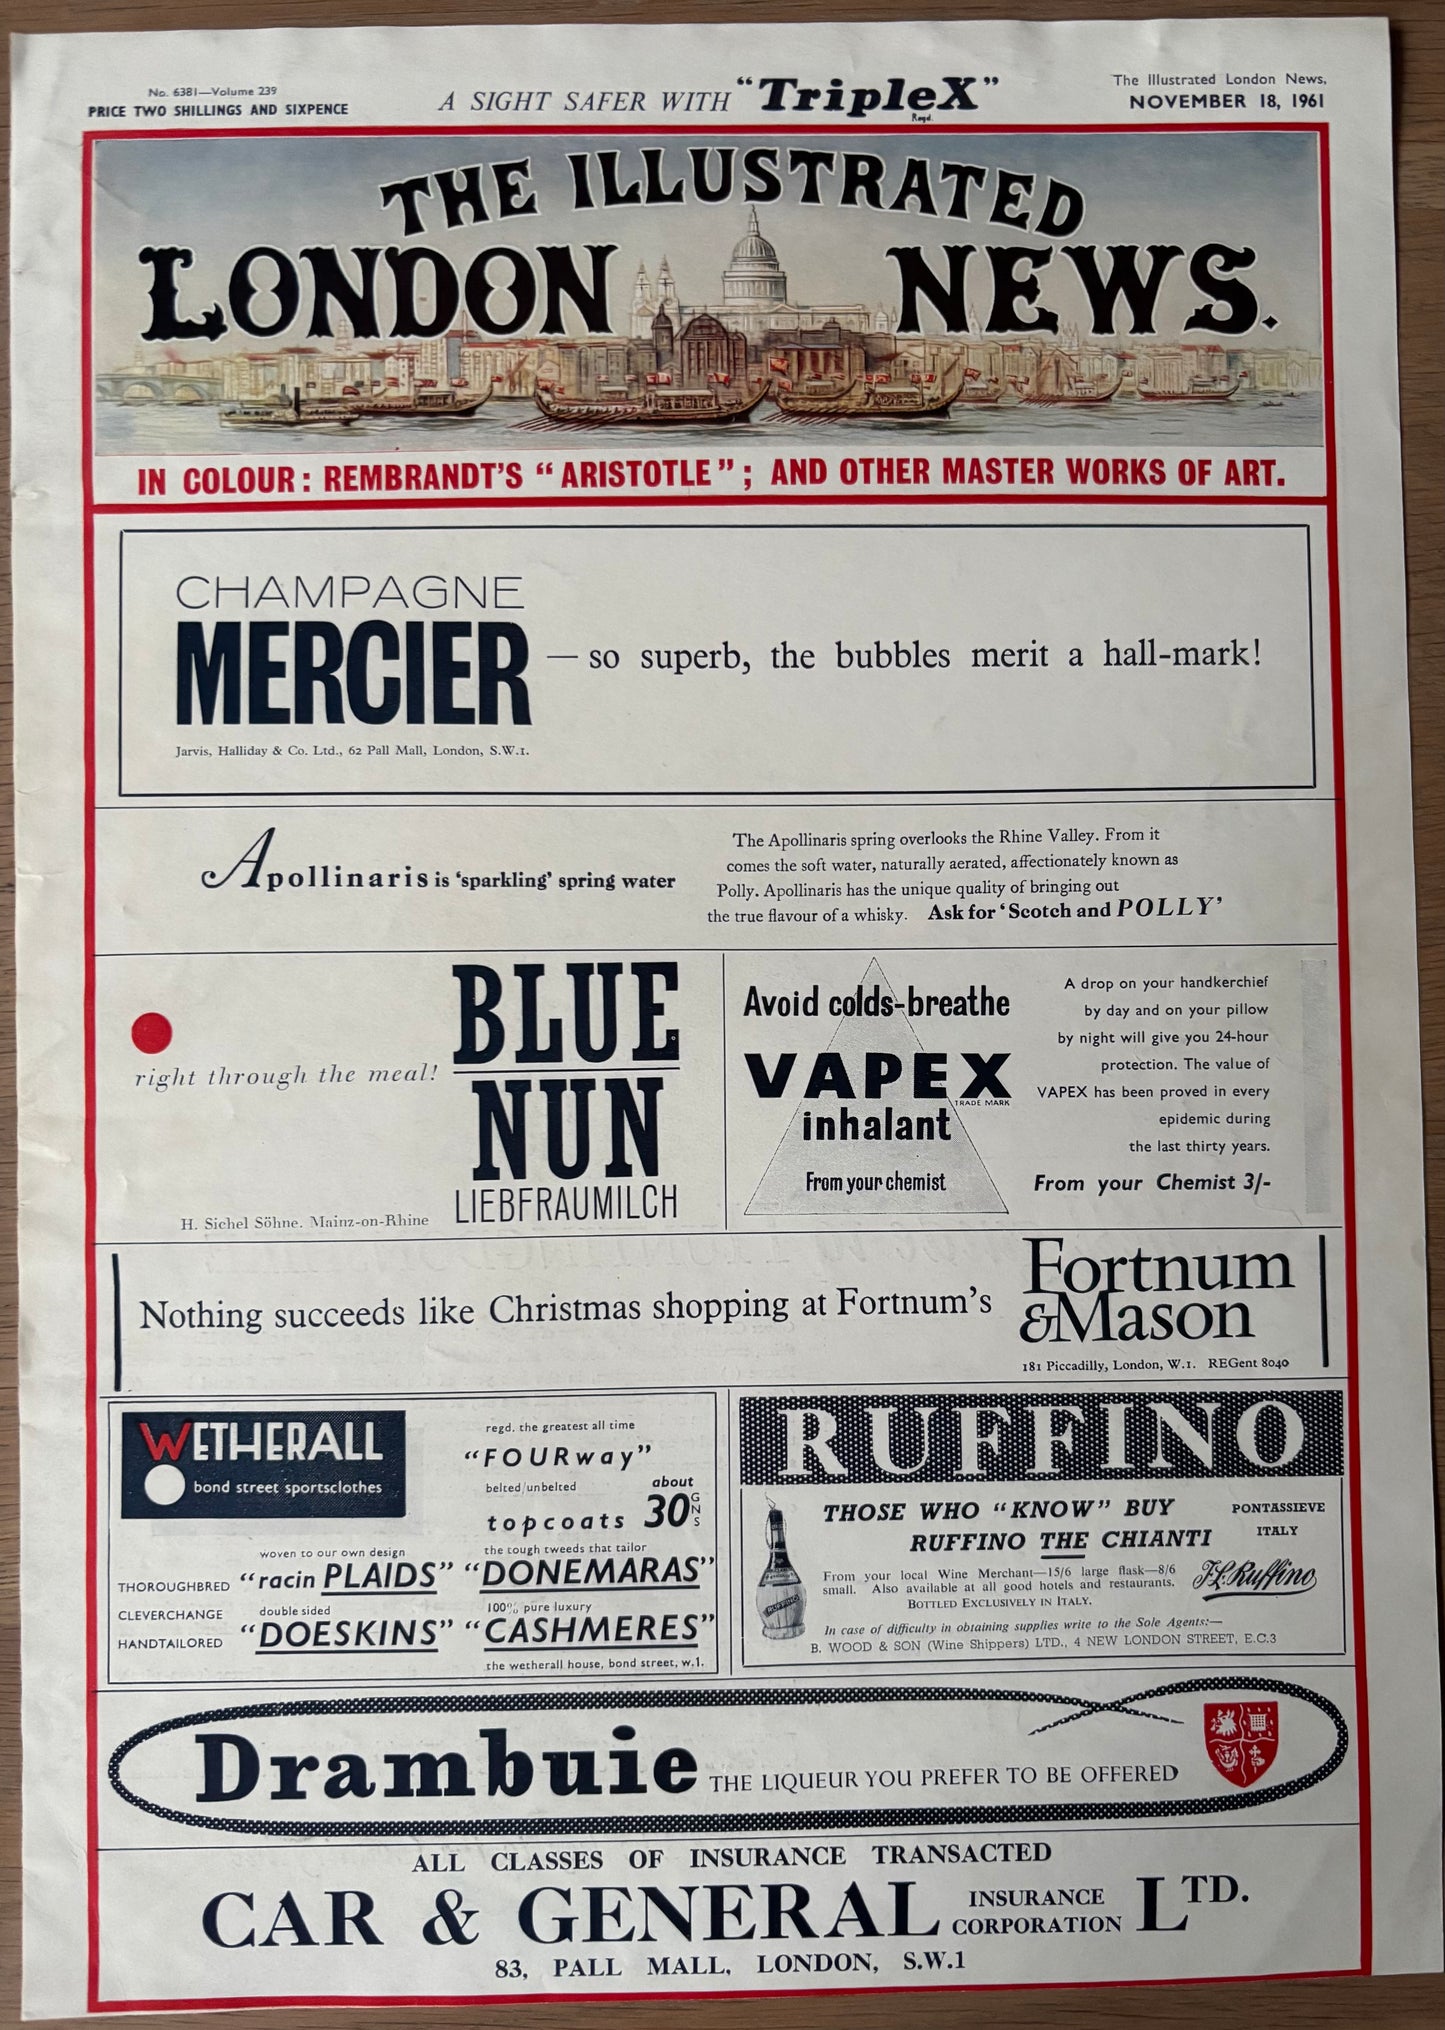 No. 6381—Volume 239
PRICE TWO SHILLINGS AND SIXPENCE
A SIGHT SAFER WITH "TripleX"
Regd.
The Illustrated London News,
NOVEMBER 18, 1961
THE ILLUSTRATED
LONDON NEWS.
IN COLOUR: REMBRANDT'S "ARISTOTLE"; AND OTHER MASTER WORKS OF ART.
CHAMPAGNE
MERCIER
— so superb, the bubbles merit a hall-mark!
Jarvis, Halliday & Co. Ltd., 62 Pall Mall, London, S.W.1.
Apollinaris is 'sparkling' spring water
The Apollinaris spring overlooks the Rhine Valley. From it
comes the soft water, naturally aerated, affectionately known as
Polly. Apollinaris has the unique quality of bringing out
the true flavour of a whisky. Ask for 'Scotch and POLLY'
right through the meal!
BLUE
NUN
LIEBFRAUMILCH
H. Sichel Söhne. Mainz-on-Rhine
Avoid colds-breathe
VAPEX
TRADE MARK
inhalant
From your chemist
A drop on your handkerchief
by day and on your pillow
by night will give you 24-hour
protection. The value of
VAPEX has been proved in every
epidemic during
the last thirty years.
From your Chemist 3/-
Nothing succeeds like Christmas shopping at Fortnum's
Fortnum
&Mason
181 Piccadilly, London, W.1. REGent 8040
WETHERALL
bond street sportsclothes
regd. the greatest all time
"FOURway"
belted/unbelted
about
topcoats 30 GNS
THOROUGHBRED
CLEVERCHANGE
HANDTAILORED
woven to our own design
"racin PLAIDS"
the tough tweeds that tailor
"DONEMARAS"
double sided
"DOESKINS"
100% pure luxury
"CASHMERES"
the wetherall house, bond street, w.1.
RUFFINO
THOSE WHO "KNOW" BUY
RUFFINO THE CHIANTI
PONTASSIEVE
ITALY
From your local Wine Merchant—15/6 large flask—8/6
small. Also available at all good hotels and restaurants.
BOTTLED EXCLUSIVELY IN ITALY.
I.L.Ruffino
RUFFINO
In case of difficulty in obtaining supplies write to the Sole Agents:—
B. WOOD & SON (Wine Shippers) LTD., 4 NEW LONDON STREET, E.C.3
Drambuie THE LIQUEUR YOU PREFER TO BE OFFERED
ALL CLASSES OF INSURANCE TRANSACTED
CAR & GENERAL INSURANCE CORPORATION LTD.
83, PALL MALL, LONDON, S.W.1